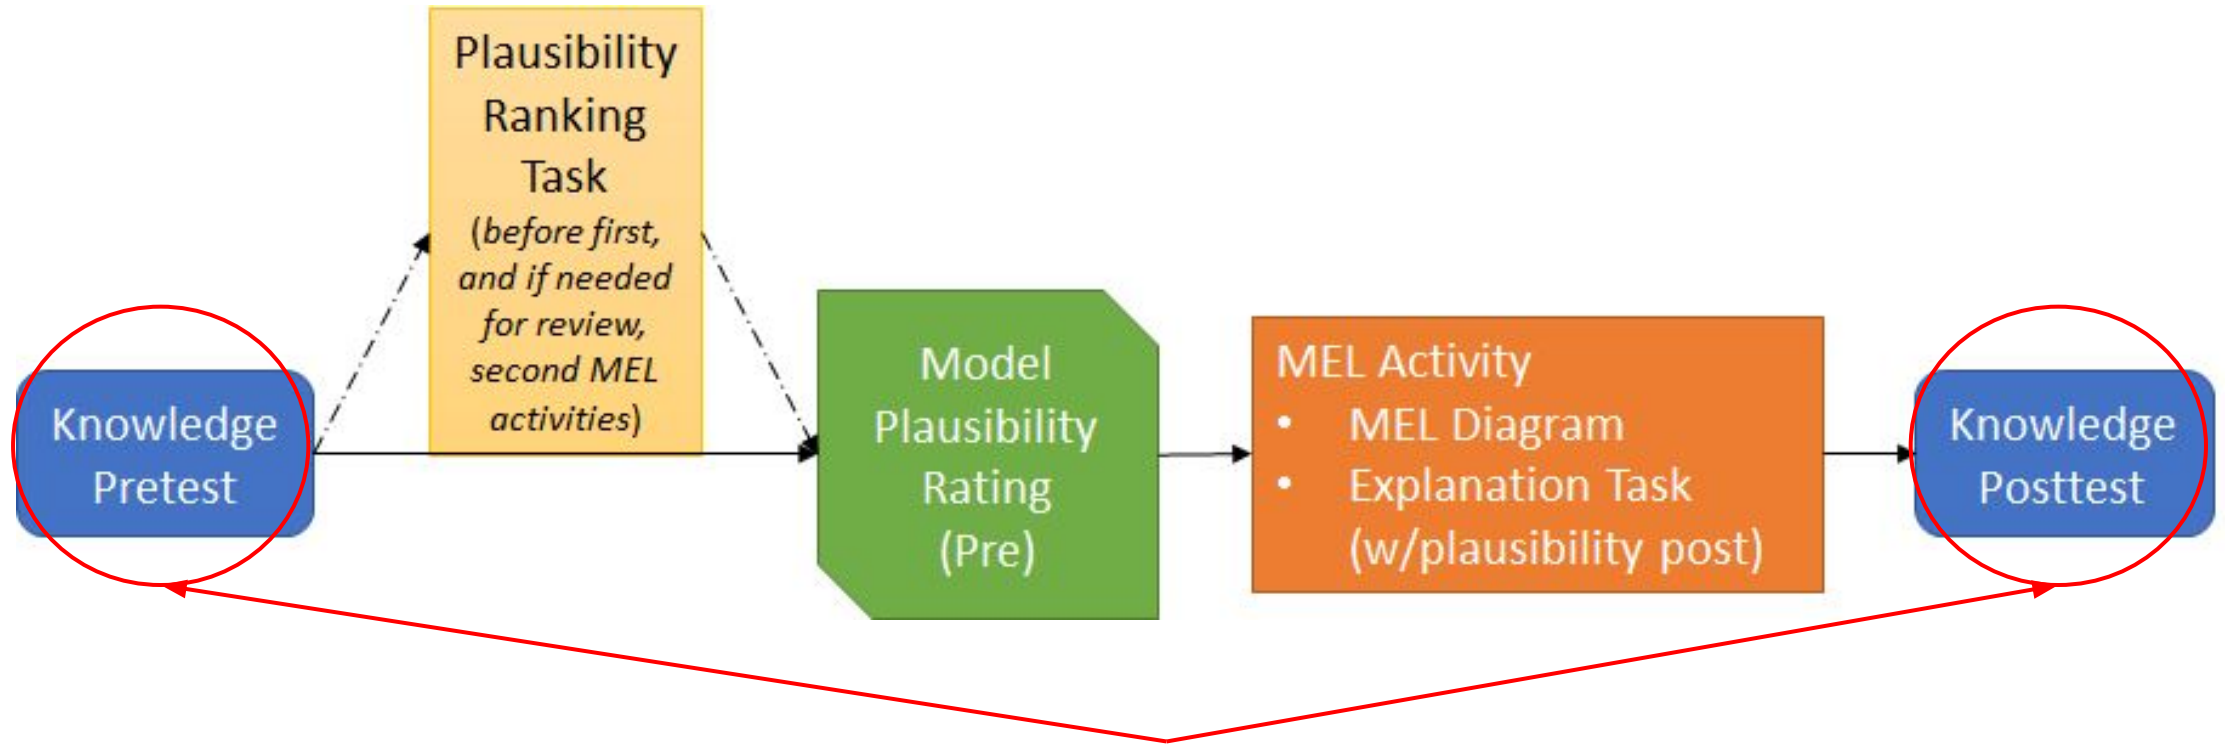 Plausibility
Ranking
Task
(before first,
and if needed
for review,
second MEL
activities)
Knowledge
Pretest
Model
Plausibility
Rating
(Pre)
MEL Activity
• MEL Diagram
• Explanation Task
(w/plausibility post)
Knowledge
Posttest